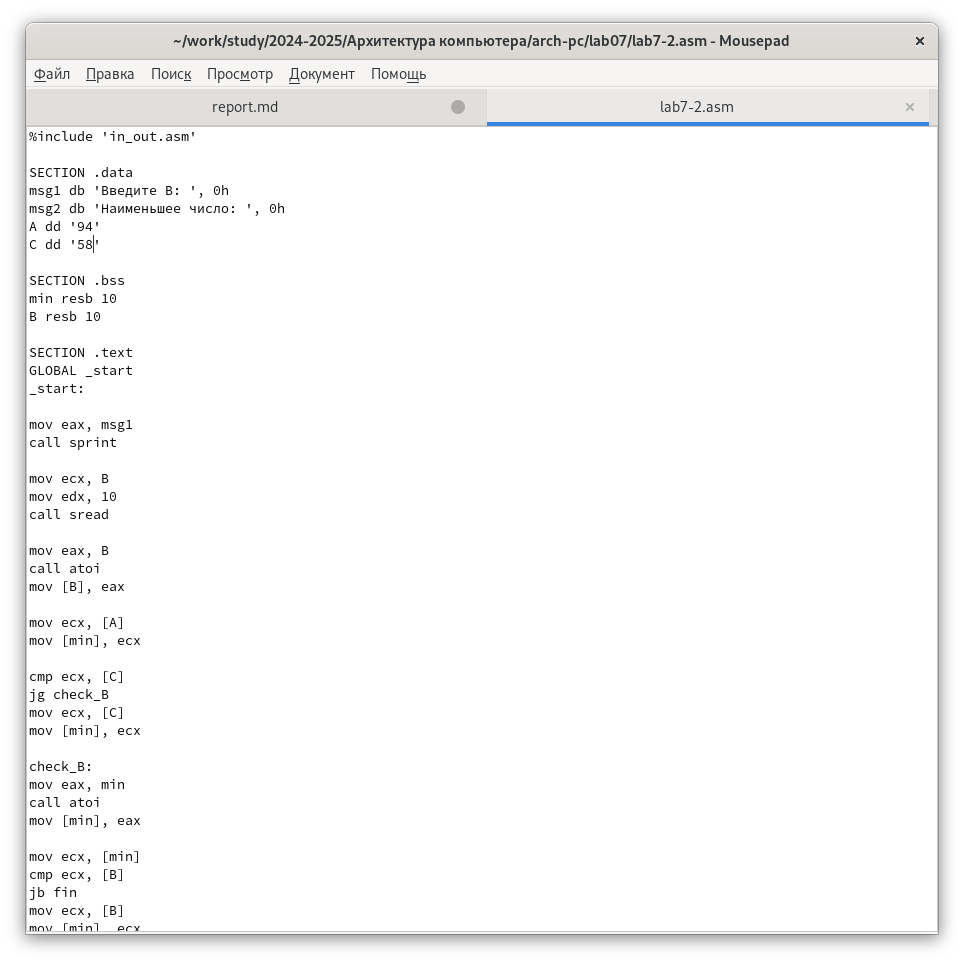 ~/work/study/2024-2025/Архитектура компьютера/arch-pc/lab07/lab7-2.asm - Mousepad
Файл Правка Поиск Просмотр Документ Помощь
report.md lab7-2.asm
%include 'in_out.asm'
SECTION .data
msg1 db 'Введите B: ', 0h
msg2 db 'Наименьшее число: ', 0h
A dd '94'
C dd '58'
SECTION .bss
min resb 10
B resb 10
SECTION .text
GLOBAL _start
_start:
mov eax, msg1
call sprint
mov ecx, B
mov edx, 10
call sread
mov eax, B
call atoi
mov [B], eax
mov ecx, [A]
mov [min], ecx
cmp ecx, [C]
jg check_B
mov ecx, [C]
mov [min], ecx
check_B:
mov eax, min
call atoi
mov [min], eax
mov ecx, [min]
cmp ecx, [B]
jb fin
mov ecx, [B]
mov [min], ecx